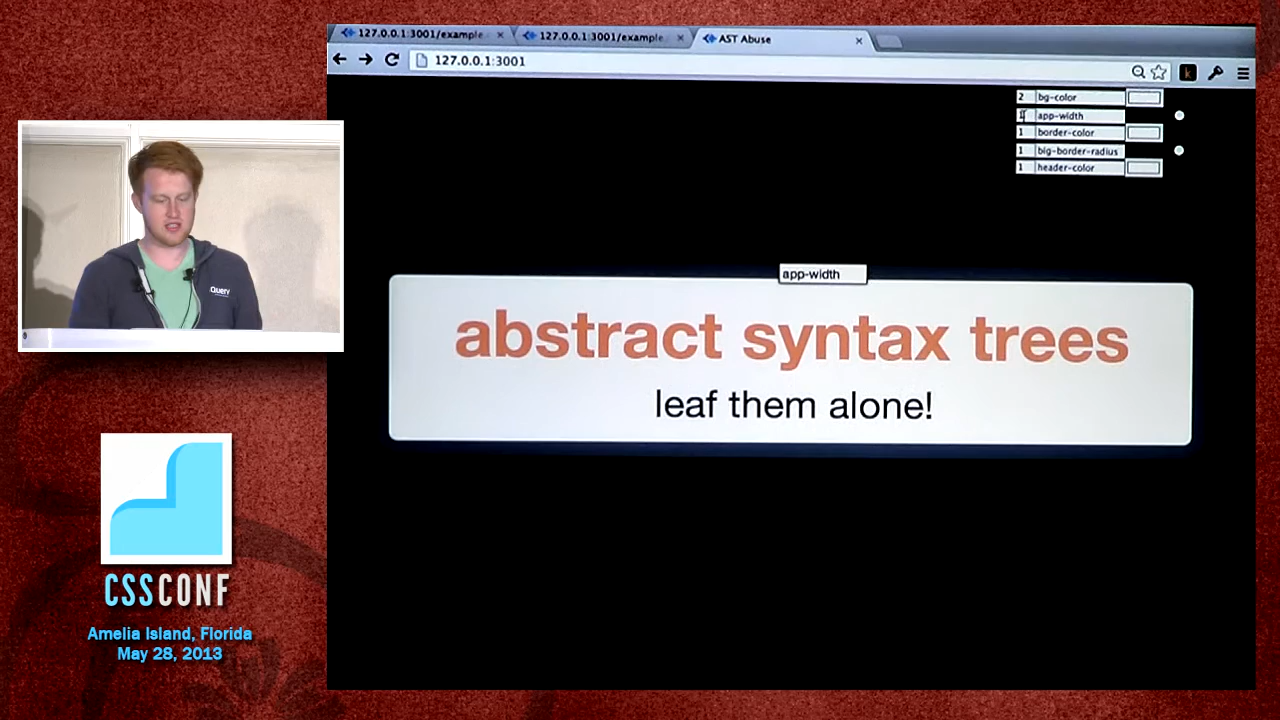 127.0.0.1:3001/example
127.0.0.1:3001/example
AST Abuse
127.0.0.1:3001
2 bg-color
1 app-width
1 border-color
1 big-border-radius
1 header-color
app-width
abstract syntax trees
leaf them alone!
CSSCONF
Amelia Island, Florida
May 28, 2013